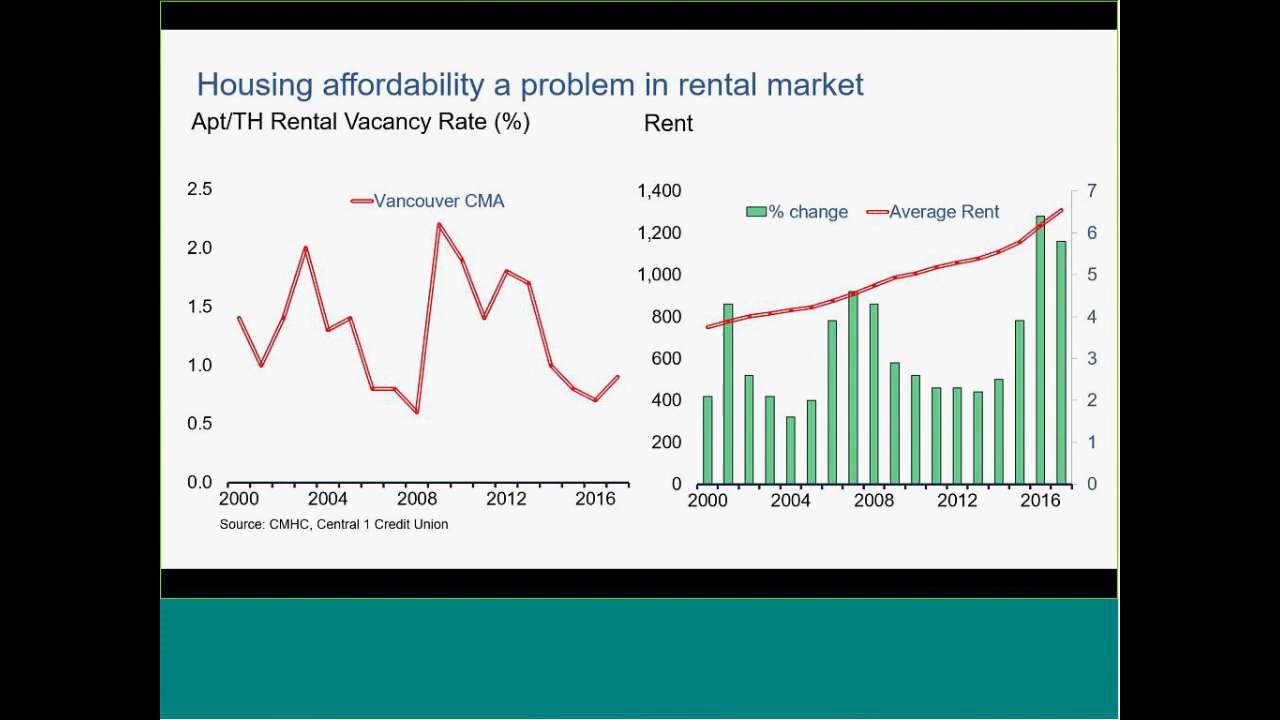 Housing affordability a problem in rental market
Apt/TH Rental Vacancy Rate (%)
2.5
2.0
1.5
1.0
0.5
0.0
Vancouver CMA
2000 2004 2008 2012 2016
Source: CMHC, Central 1 Credit Union
Rent
1,400
1,200
1,000
800
600
400
200
0
% change Average Rent
7
6
5
4
3
2
1
0
2000 2004 2008 2012 2016